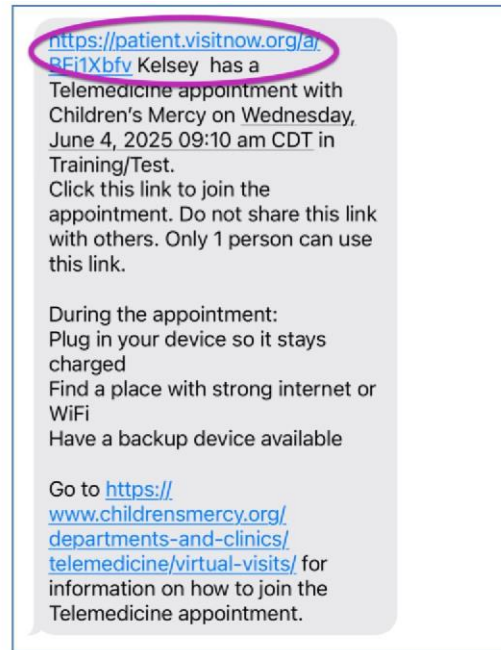 https://patient.visitnow.org/a/
BFi1Xbfv Kelsey  has a
Telemedicine appointment with
Children's Mercy on Wednesday,
June 4, 2025 09:10 am CDT in
Training/Test.
Click this link to join the
appointment. Do not share this link
with others. Only 1 person can use
this link.

During the appointment:
Plug in your device so it stays
charged
Find a place with strong internet or
WiFi
Have a backup device available

Go to https://
www.childrensmercy.org/
departments-and-clinics/
telemedicine/virtual-visits/ for
information on how to join the
Telemedicine appointment.